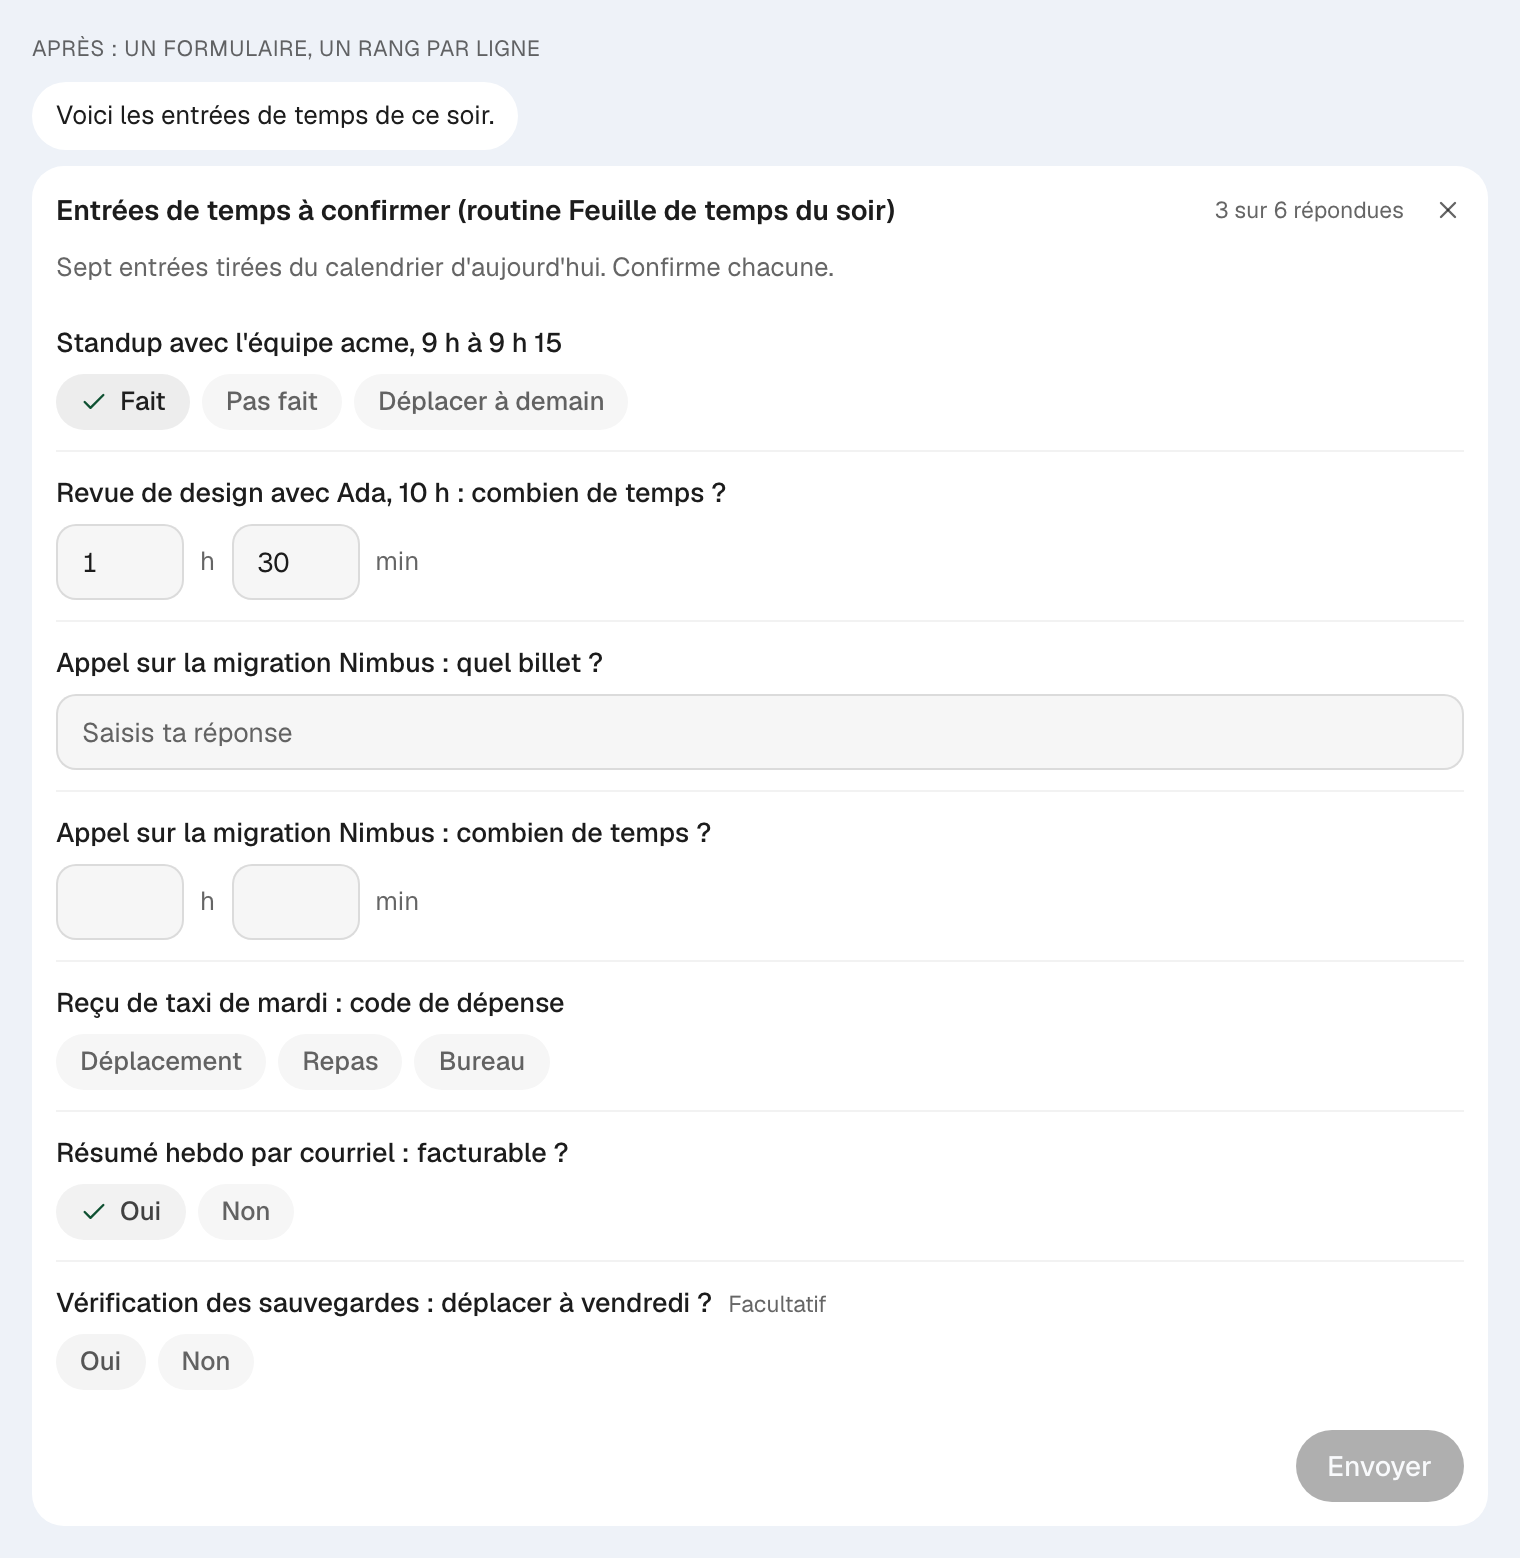 APRÈS : UN FORMULAIRE, UN RANG PAR LIGNE
Voici les entrées de temps de ce soir.
Entrées de temps à confirmer (routine Feuille de temps du soir)
3 sur 6 répondues
Sept entrées tirées du calendrier d'aujourd'hui. Confirme chacune.
Standup avec l'équipe acme, 9 h à 9 h 15
Fait Pas fait Déplacer à demain
Revue de design avec Ada, 10 h : combien de temps ?
1 h 30 min
Appel sur la migration Nimbus : quel billet ?
Saisis ta réponse
Appel sur la migration Nimbus : combien de temps ?
h min
Reçu de taxi de mardi : code de dépense
Déplacement Repas Bureau
Résumé hebdo par courriel : facturable ?
Oui Non
Vérification des sauvegardes : déplacer à vendredi ? Facultatif
Oui Non
Envoyer